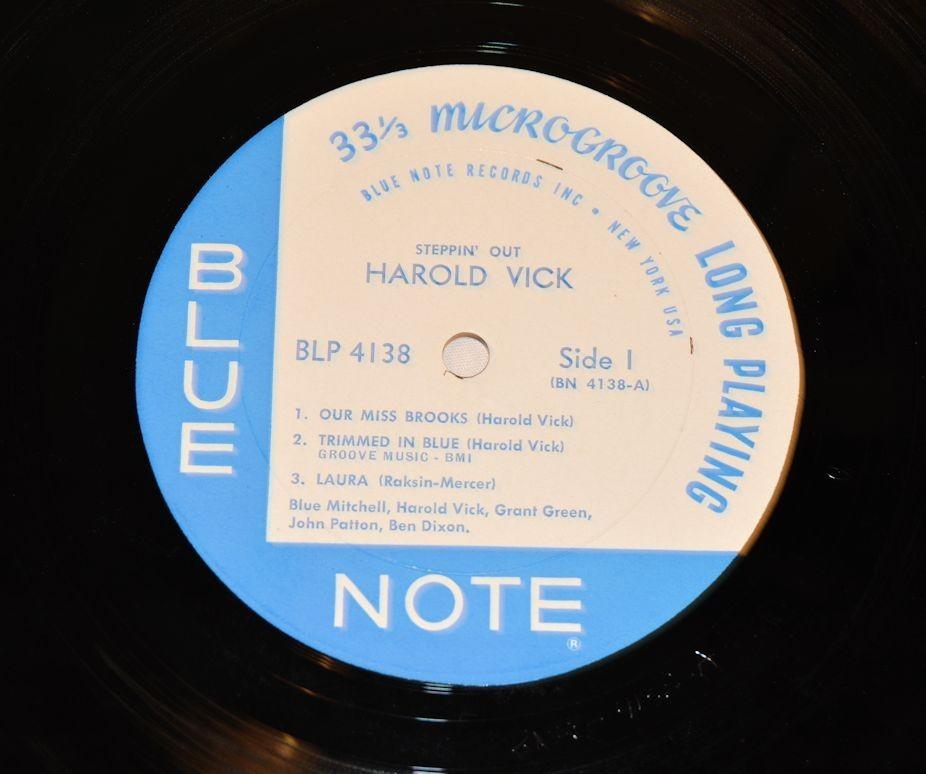 33⅓ MICROGROOVE LONG PLAYING
BLUE NOTE RECORDS INC • NEW YORK USA
STEPPIN' OUT
HAROLD VICK
BLP 4138
Side 1
(BN 4138-A)
1. OUR MISS BROOKS (Harold Vick)
2. TRIMMED IN BLUE (Harold Vick)
GROOVE MUSIC - BMI
3. LAURA (Raksin-Mercer)
Blue Mitchell, Harold Vick, Grant Green,
John Patton, Ben Dixon.
BLUE
NOTE
®